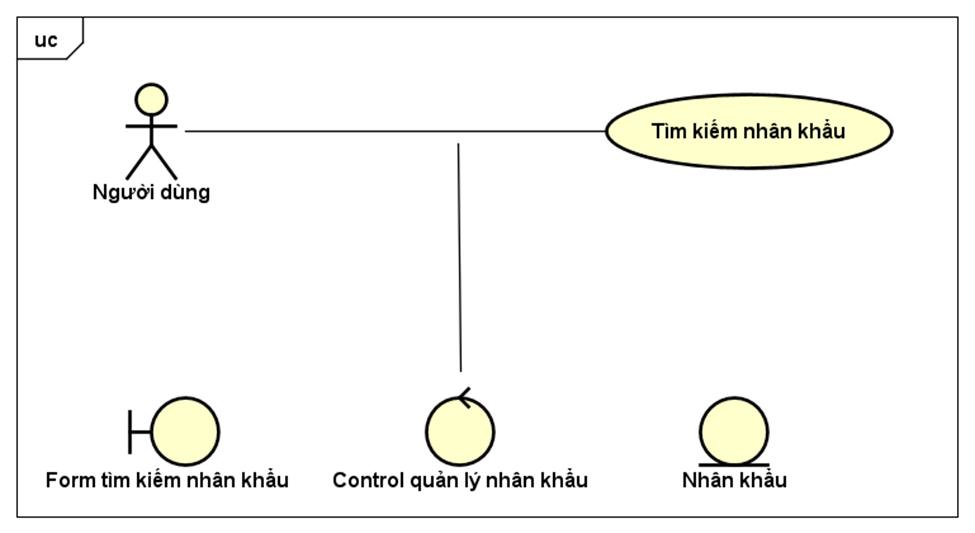 uc
Tìm kiếm nhân khẩu
Người dùng
Form tìm kiếm nhân khẩu
Control quản lý nhân khẩu
Nhân khẩu